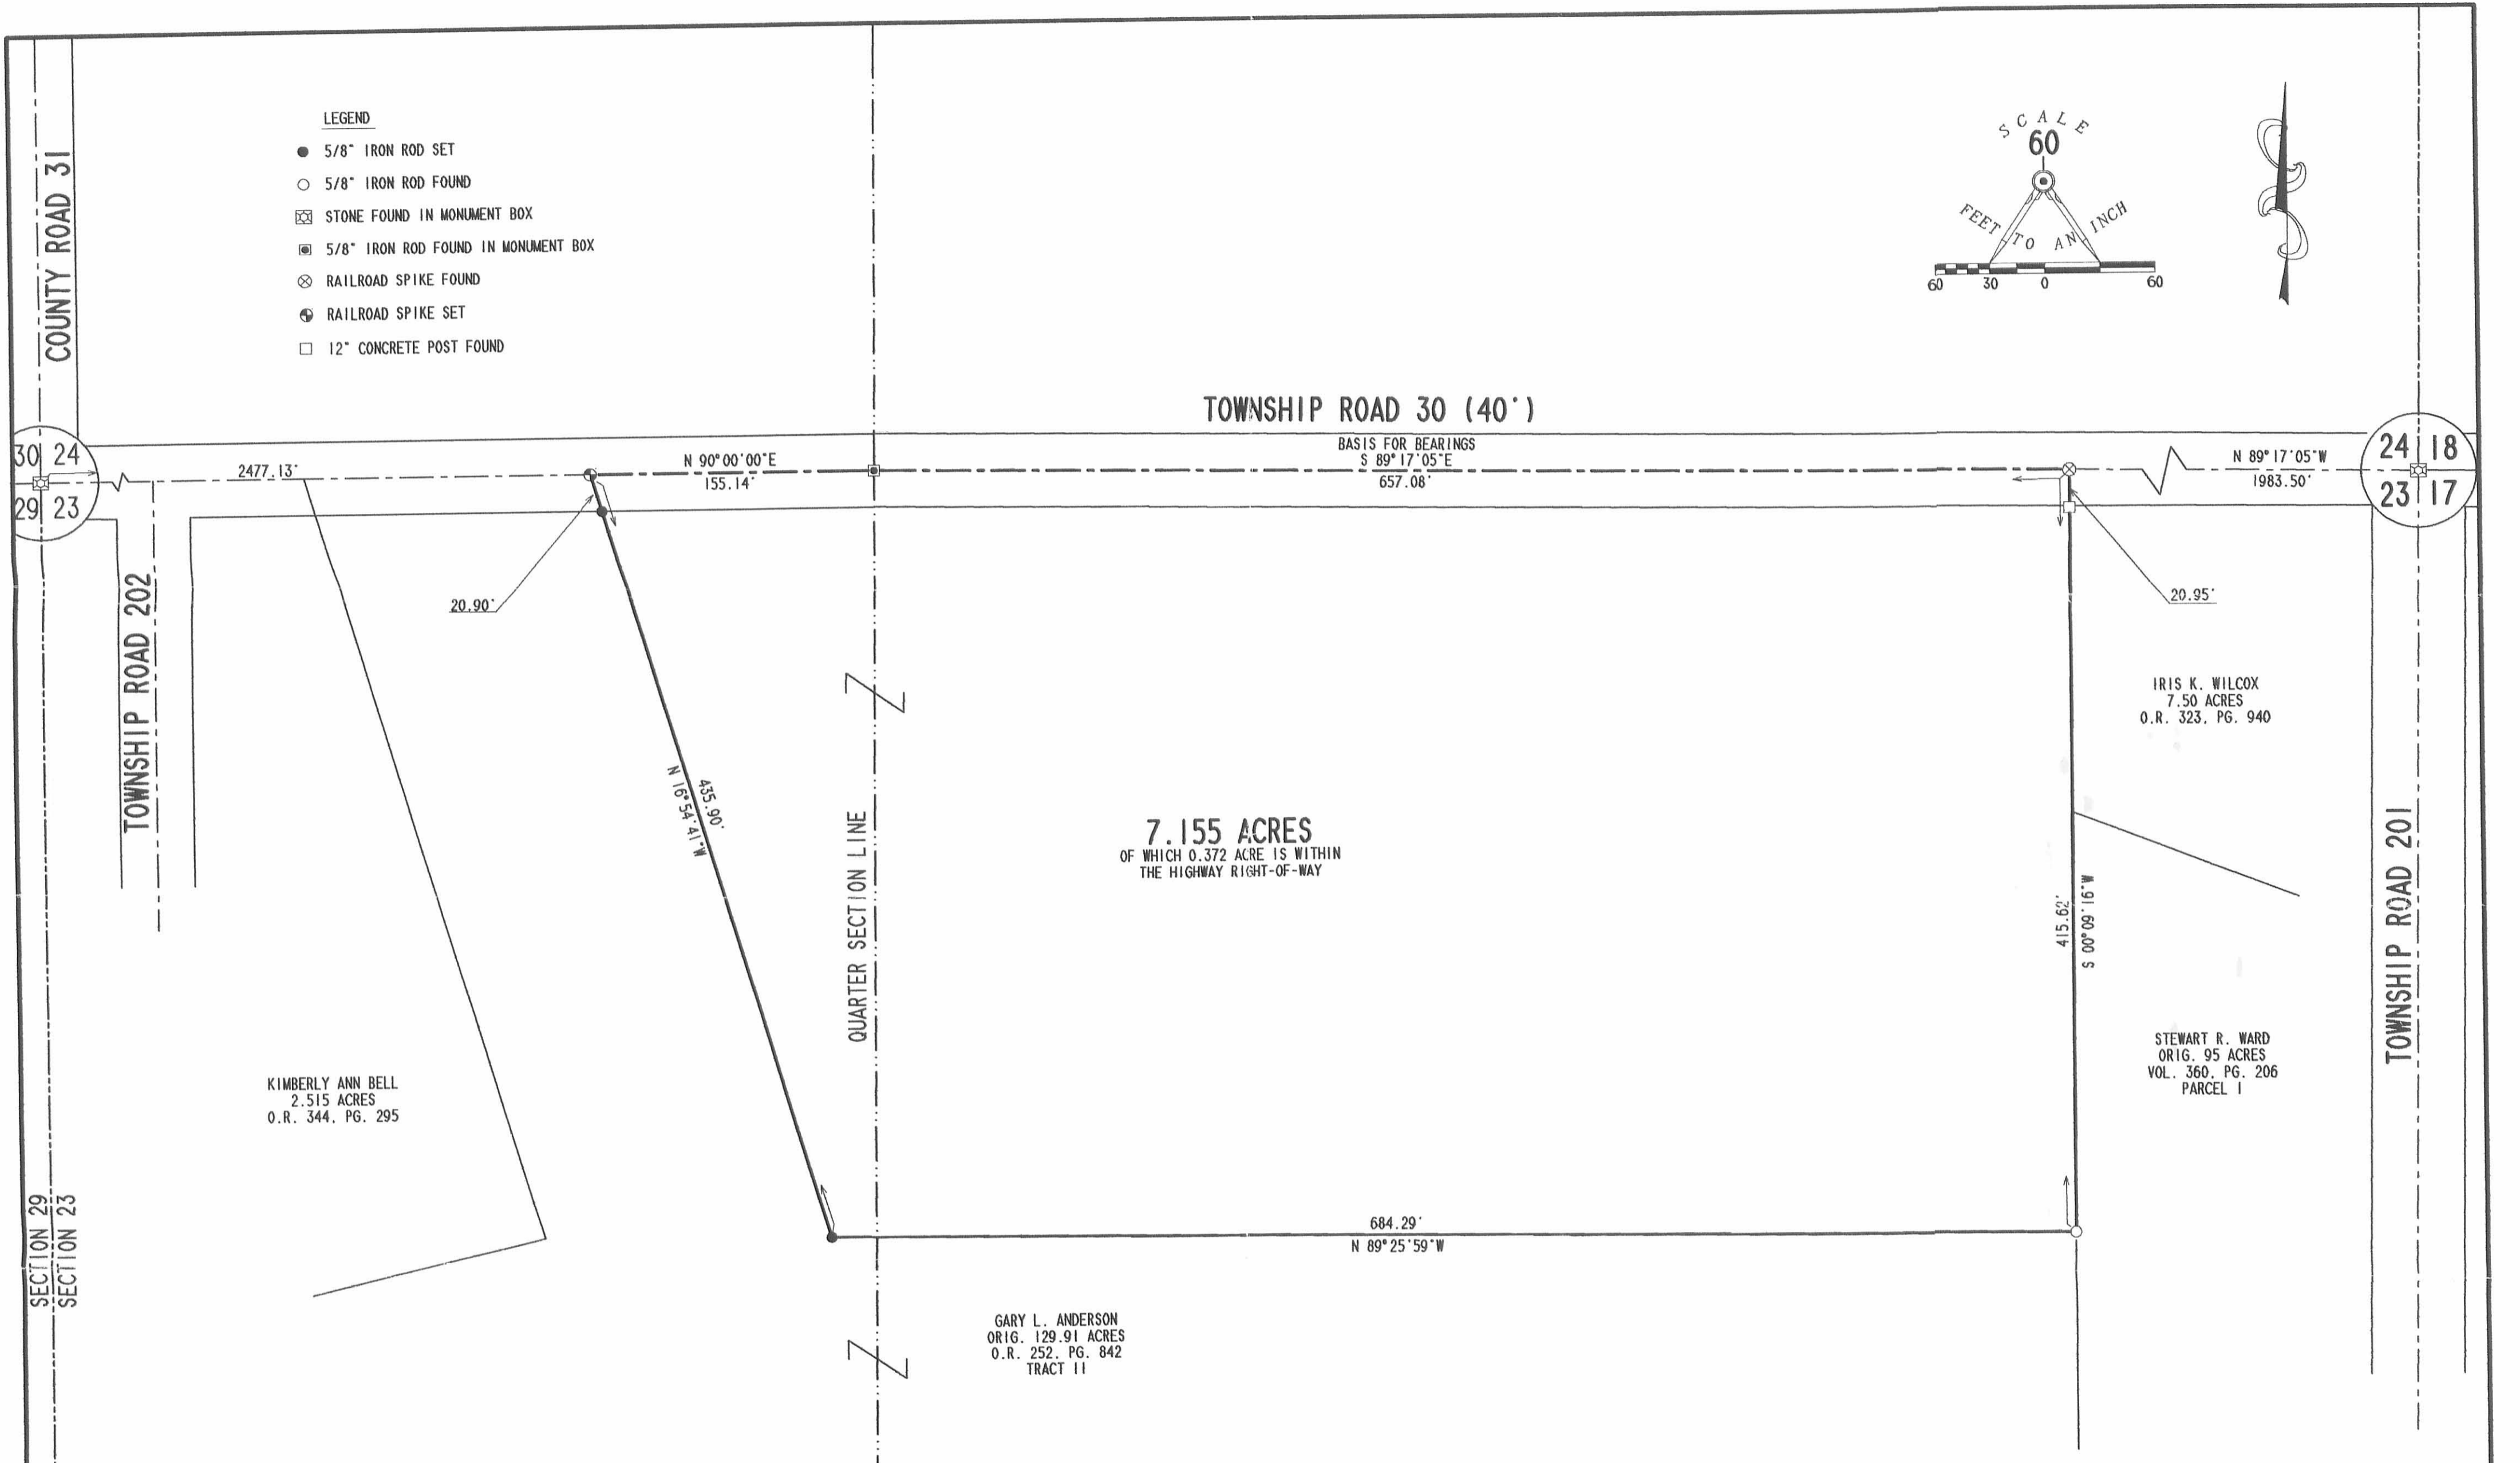 LEGEND
5/8" IRON ROD SET
5/8" IRON ROD FOUND
STONE FOUND IN MONUMENT BOX
5/8" IRON ROD FOUND IN MONUMENT BOX
RAILROAD SPIKE FOUND
RAILROAD SPIKE SET
12" CONCRETE POST FOUND
SCALE
60
FEET TO AN INCH
60 30 0 60
COUNTY ROAD 31
TOWNSHIP ROAD 30 (40')
BASIS FOR BEARINGS
S 89°17'05"E
657.08'
N 90°00'00"E
155.14'
2477.13'
30 24
29 23
24 18
23 17
N 89°17'05"W
1983.50'
20.90'
20.95'
TOWNSHIP ROAD 202
IRIS K. WILCOX
7.50 ACRES
O.R. 323, PG. 940
435.90'
N 16°54'41"W
7.155 ACRES
OF WHICH 0.372 ACRE IS WITHIN
THE HIGHWAY RIGHT-OF-WAY
QUARTER SECTION LINE
415.62'
S 00°09'16"W
TOWNSHIP ROAD 201
STEWART R. WARD
ORIG. 95 ACRES
VOL. 360, PG. 206
PARCEL I
KIMBERLY ANN BELL
2.515 ACRES
O.R. 344, PG. 295
SECTION 29
SECTION 23
684.29'
N 89°25'59"W
GARY L. ANDERSON
ORIG. 129.91 ACRES
O.R. 252, PG. 842
TRACT II